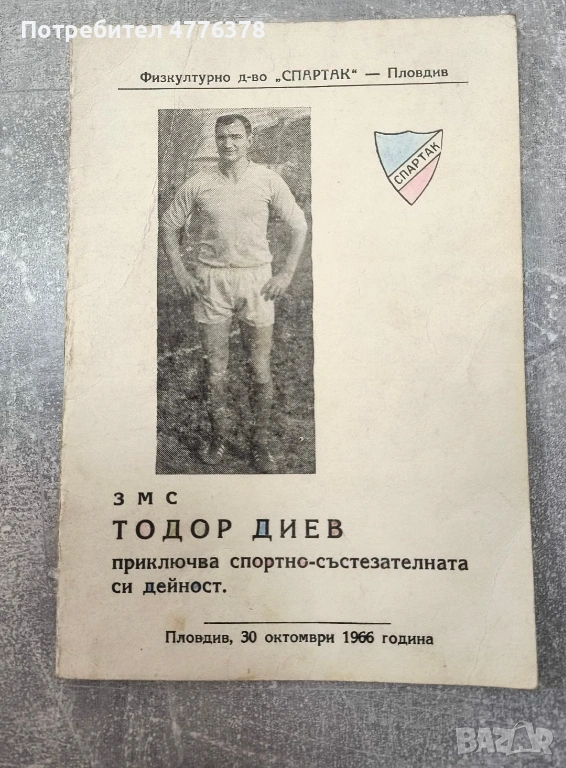 Потребител 4776378
Физкултурно д-во „СПАРТАК“ — Пловдив
СПАРТАК
З М С
ТОДОР ДИЕВ
приключва спортно-състезателната
си дейност.
Пловдив, 30 октомври 1966 година
BAZAR